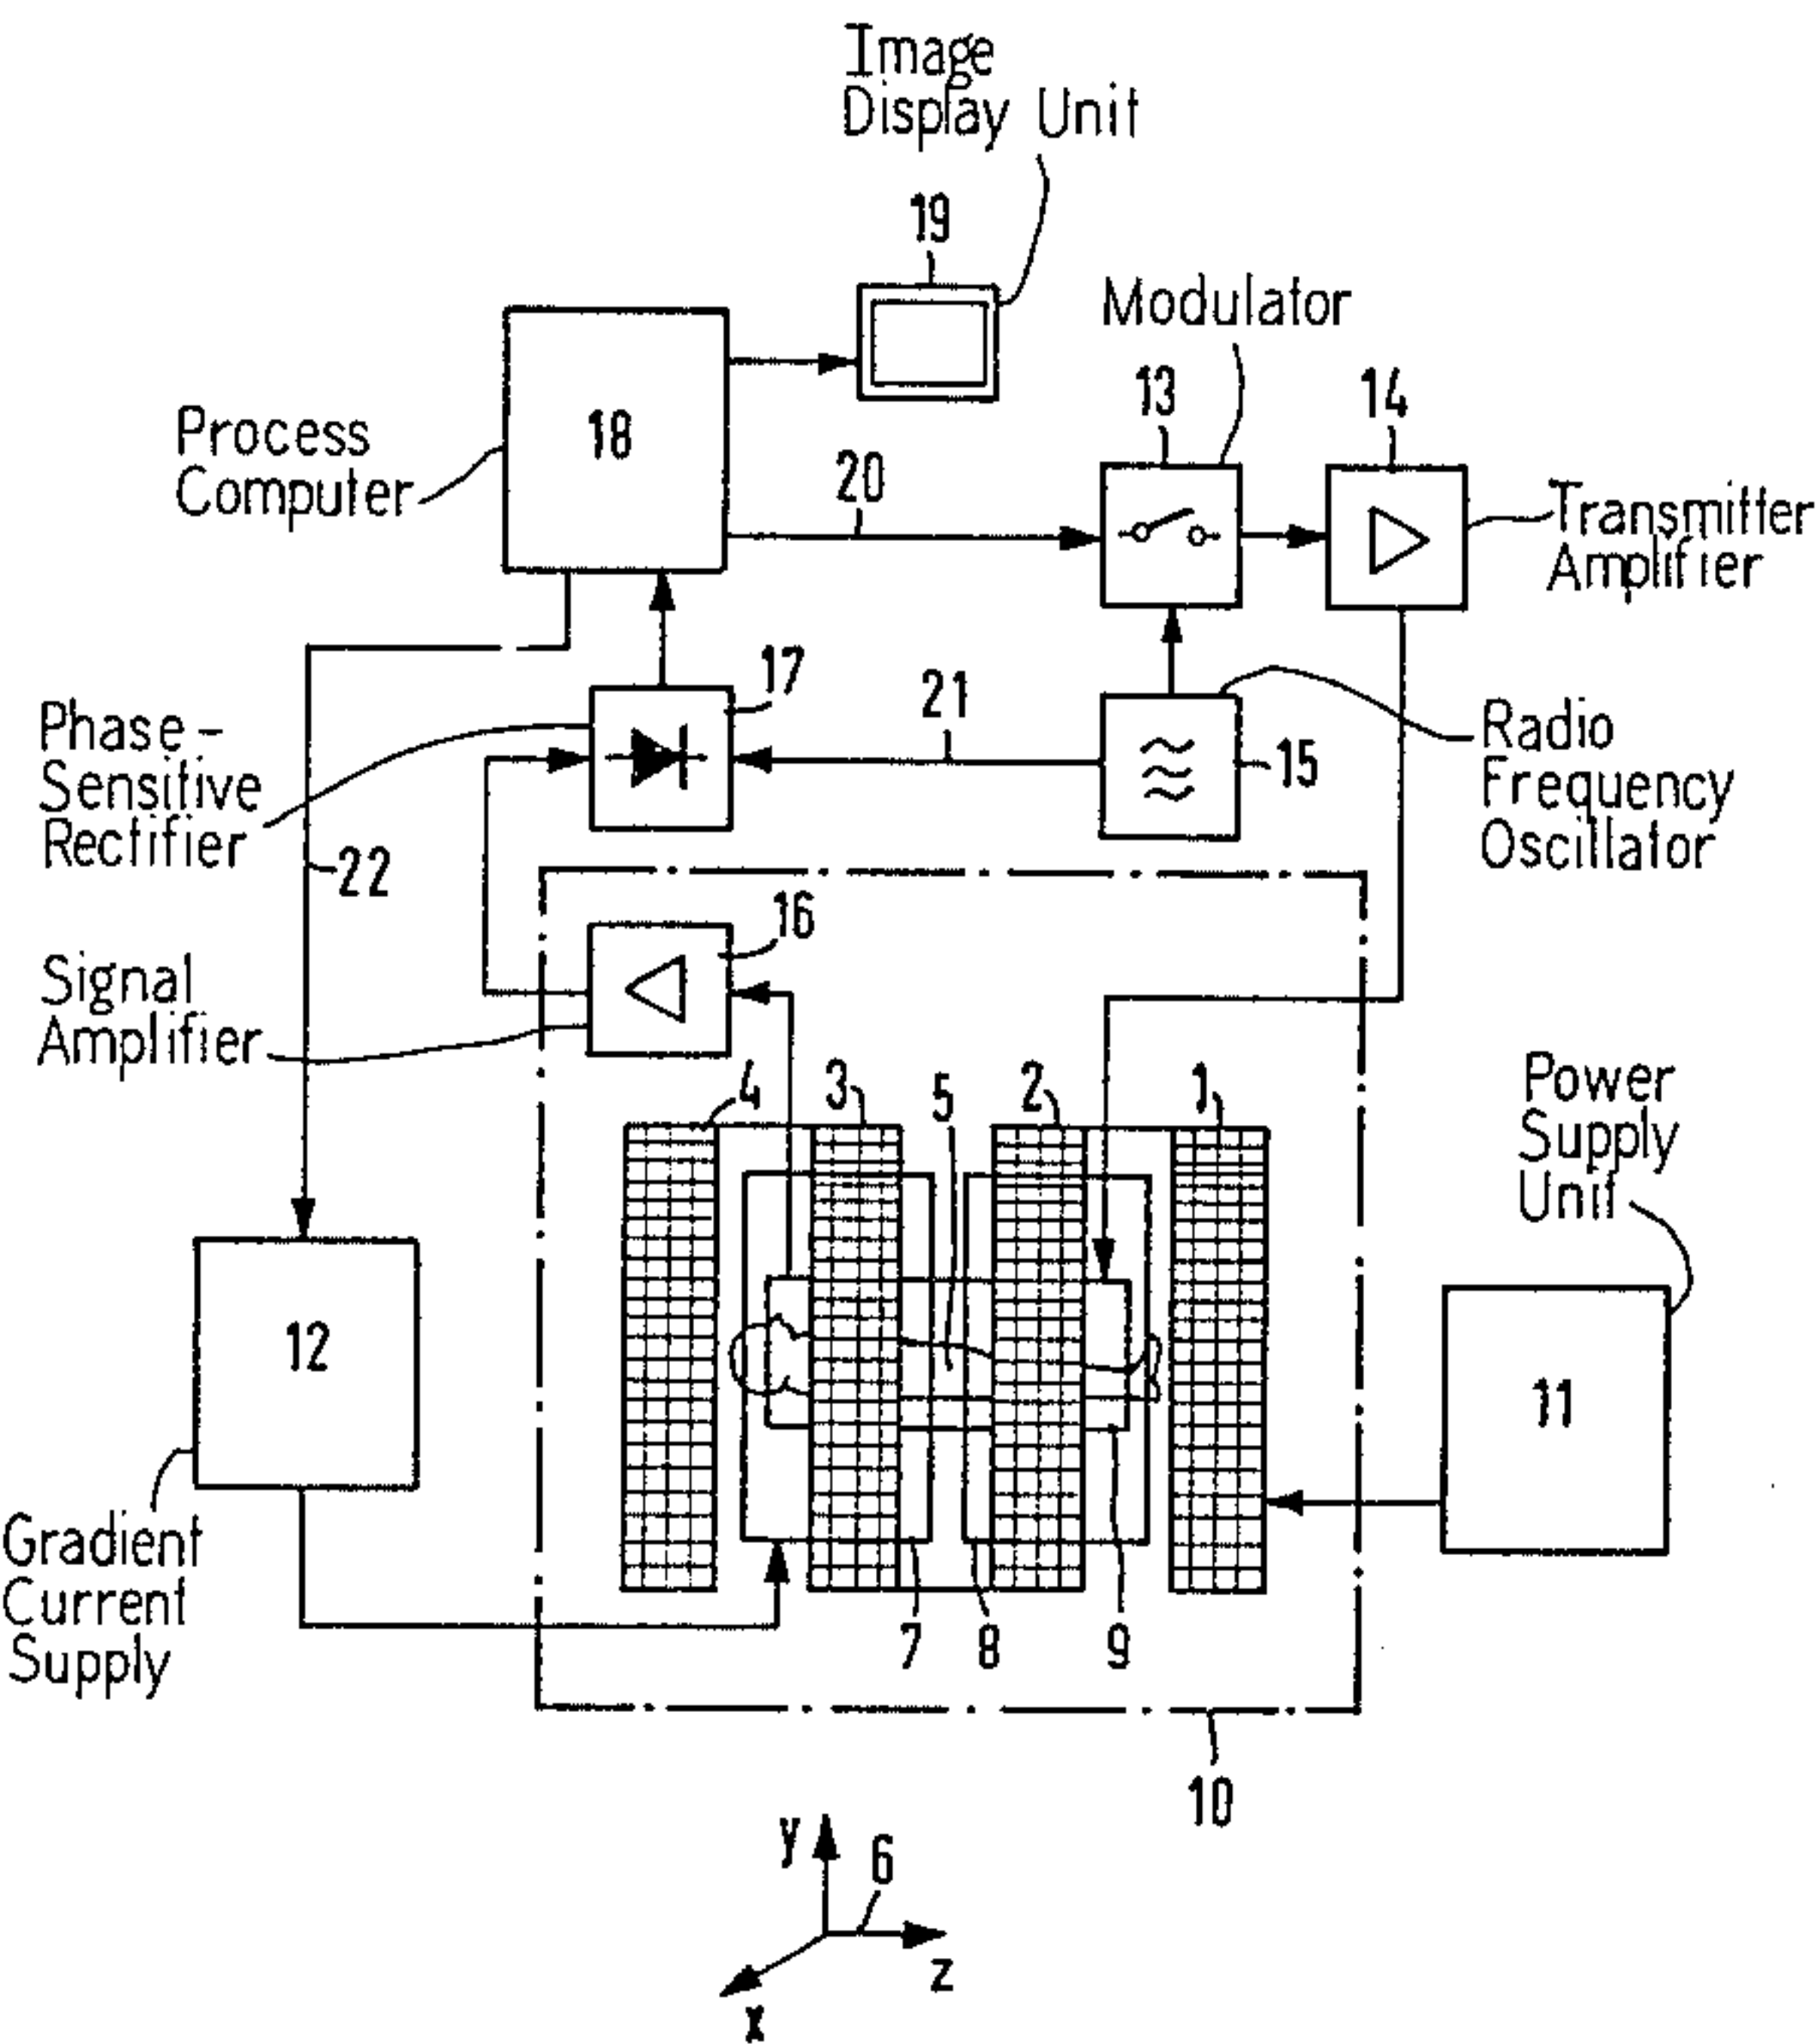 Image
Display Unit
19
Modulator
13
14
Process
Computer
18
20
Transmitter
Amplifier
17
21
Phase-
Sensitive
Rectifier
15
Radio
Frequency
Oscillator
22
16
Signal
Amplifier
4
3
5
2
1
Power
Supply
Unit
12
11
Gradient
Current
Supply
7
8
9
10
y
6
z
x